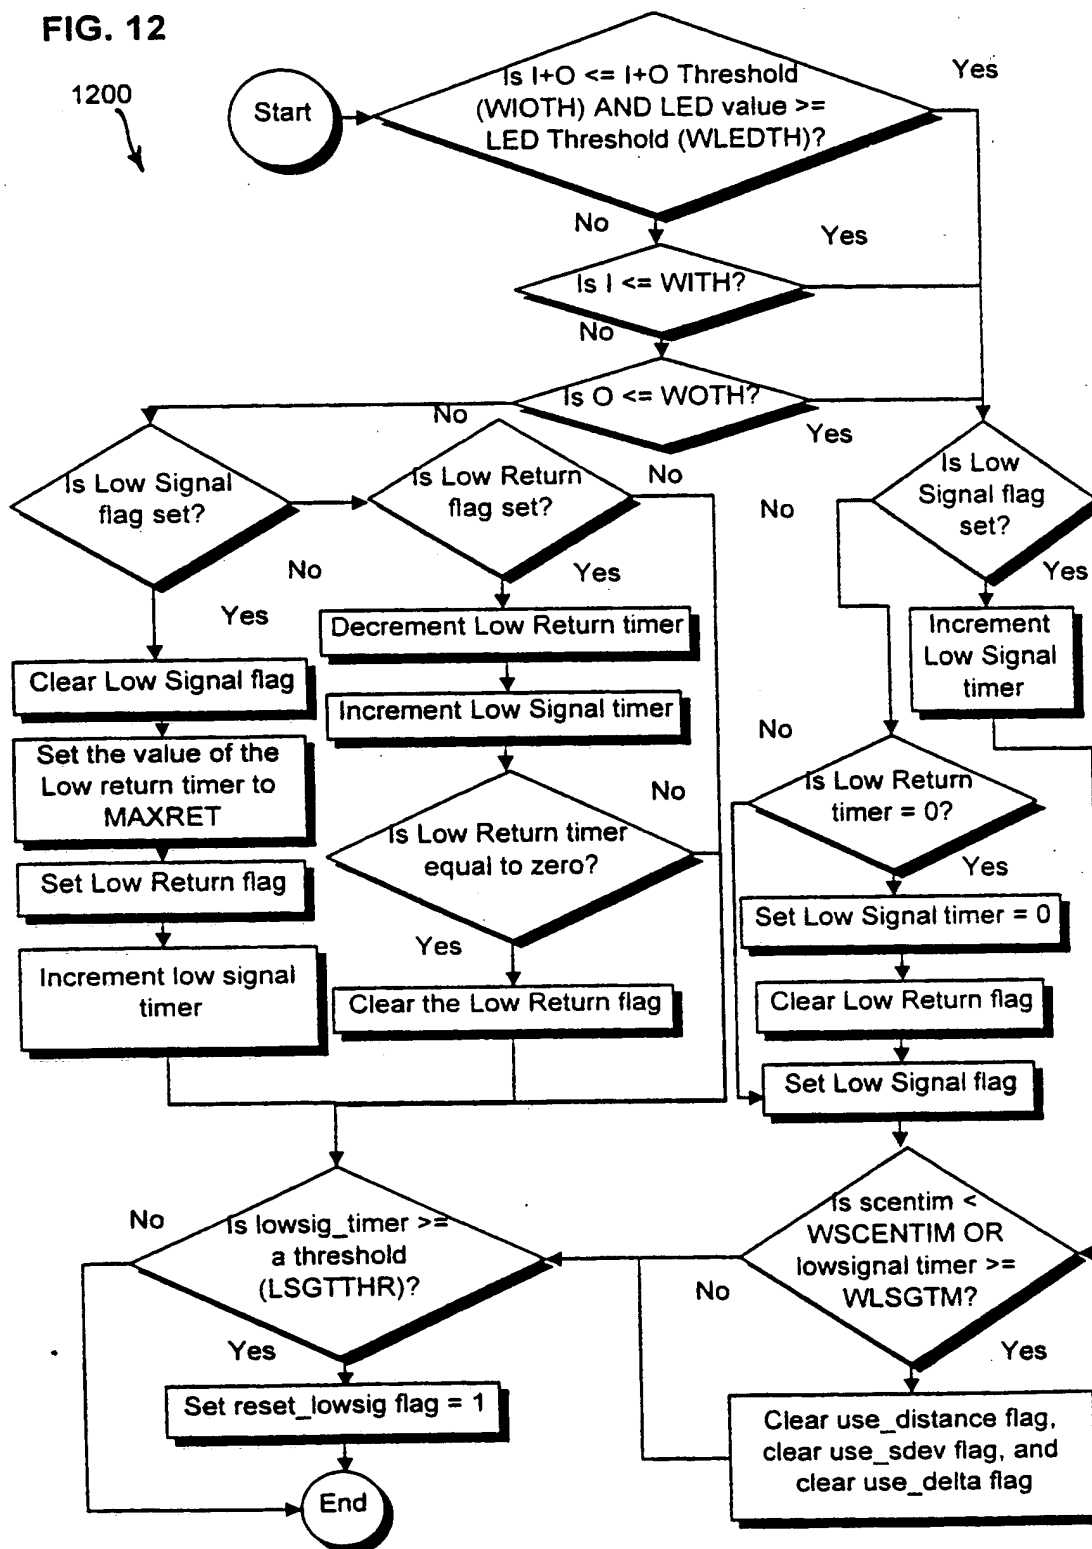 FIG. 12
1200
Start
Is I+O <= I+O Threshold
(WIOTH) AND LED value >=
LED Threshold (WLEDTH)?
Yes
No
Is I <= WITH?
Yes
No
Is O <= WOTH?
No
Yes
Is Low Signal
flag set?
No
Yes
Is Low Return
flag set?
No
Yes
Is Low
Signal flag
set?
No
Yes
Clear Low Signal flag
Set the value of the
Low return timer to
MAXRET
Set Low Return flag
Increment low signal
timer
Decrement Low Return timer
Increment Low Signal timer
Is Low Return timer
equal to zero?
No
Yes
Clear the Low Return flag
Increment
Low Signal
timer
No
Is Low Return
timer = 0?
Yes
Set Low Signal timer = 0
Clear Low Return flag
Set Low Signal flag
Is scentim <
WSCENTIM OR
lowsignal timer >=
WLSGTM?
No
Yes
Clear use_distance flag,
clear use_sdev flag, and
clear use_delta flag
No
Is lowsig_timer >=
a threshold
(LSGTTHR)?
Yes
Set reset_lowsig flag = 1
End